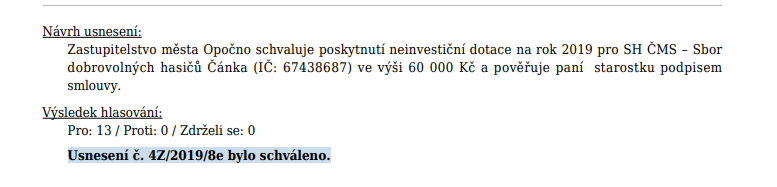 Návrh usnesení:
Zastupitelstvo města Opočno schvaluje poskytnutí neinvestiční dotace na rok 2019 pro SH ČMS – Sbor
dobrovolných hasičů Čánka (IČ: 67438687) ve výši 60 000 Kč a pověřuje paní starostku podpisem
smlouvy.
Výsledek hlasování:
Pro: 13 / Proti: 0 / Zdrželi se: 0
Usnesení č. 4Z/2019/8e bylo schváleno.